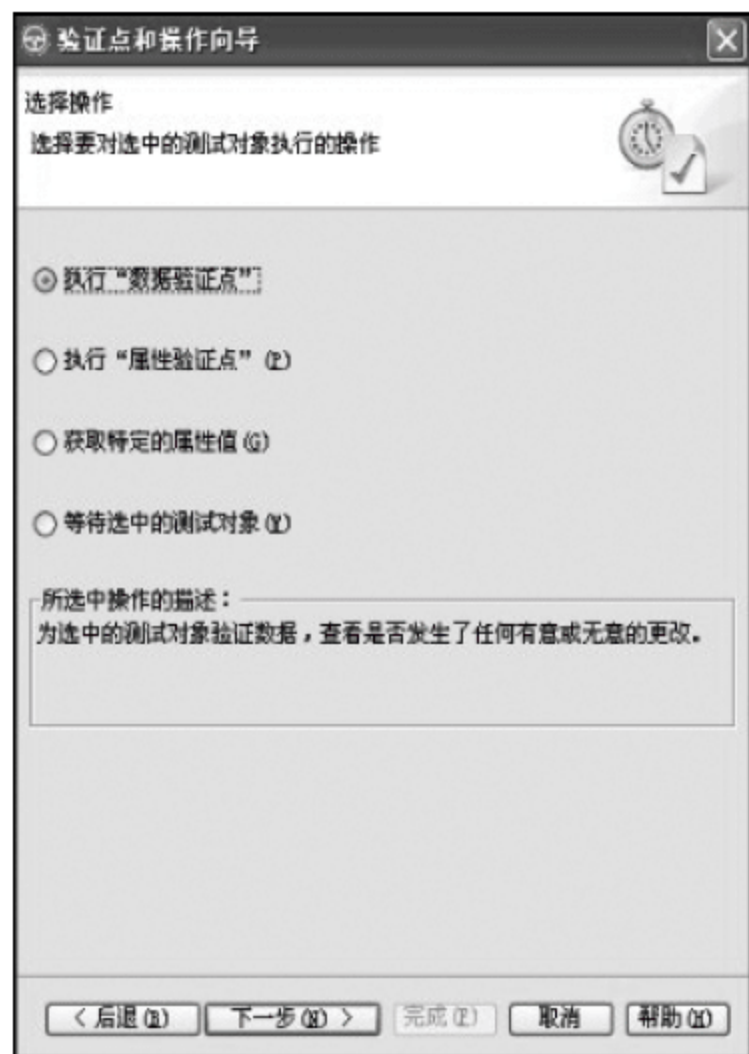 验证点和操作向导
选择操作
选择要对选中的测试对象执行的操作
执行“数据验证点”
执行“属性验证点”(P)
获取特定的属性值(G)
等待选中的测试对象(Y)
所选中操作的描述:
为选中的测试对象验证数据,查看是否发生了任何有意或无意的更改。
< 后退(B) 下一步(N) > 完成(F) 取消 帮助(H)